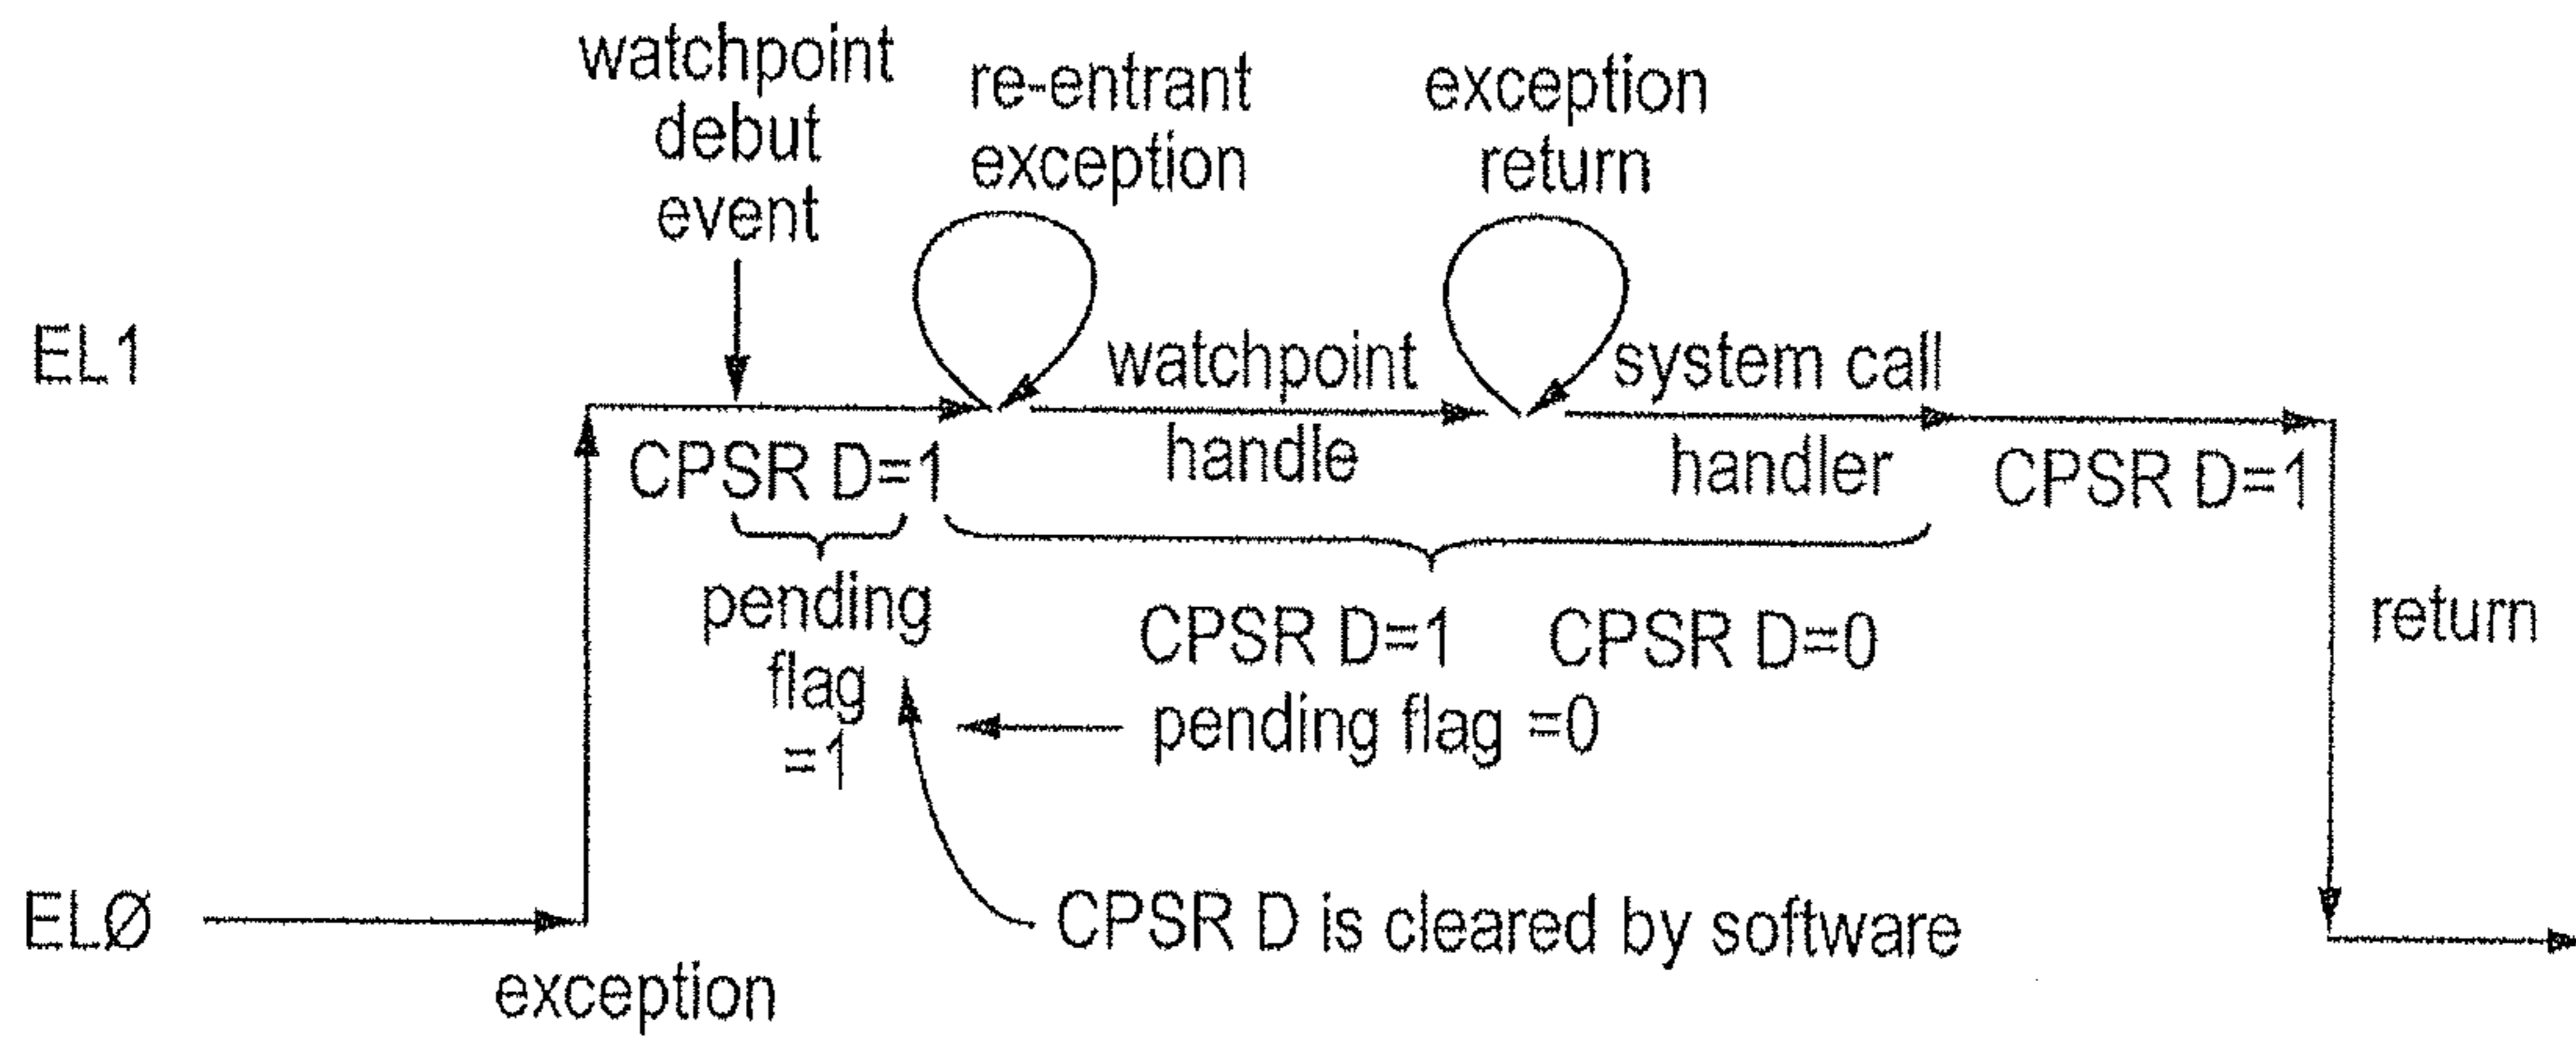 watchpoint
debut
event
re-entrant
exception
exception
return
EL1
watchpoint
handle
system call
handler
CPSR D=1
CPSR D=1
pending
flag
=1
CPSR D=1
CPSR D=0
pending flag =0
return
ELØ
CPSR D is cleared by software
exception